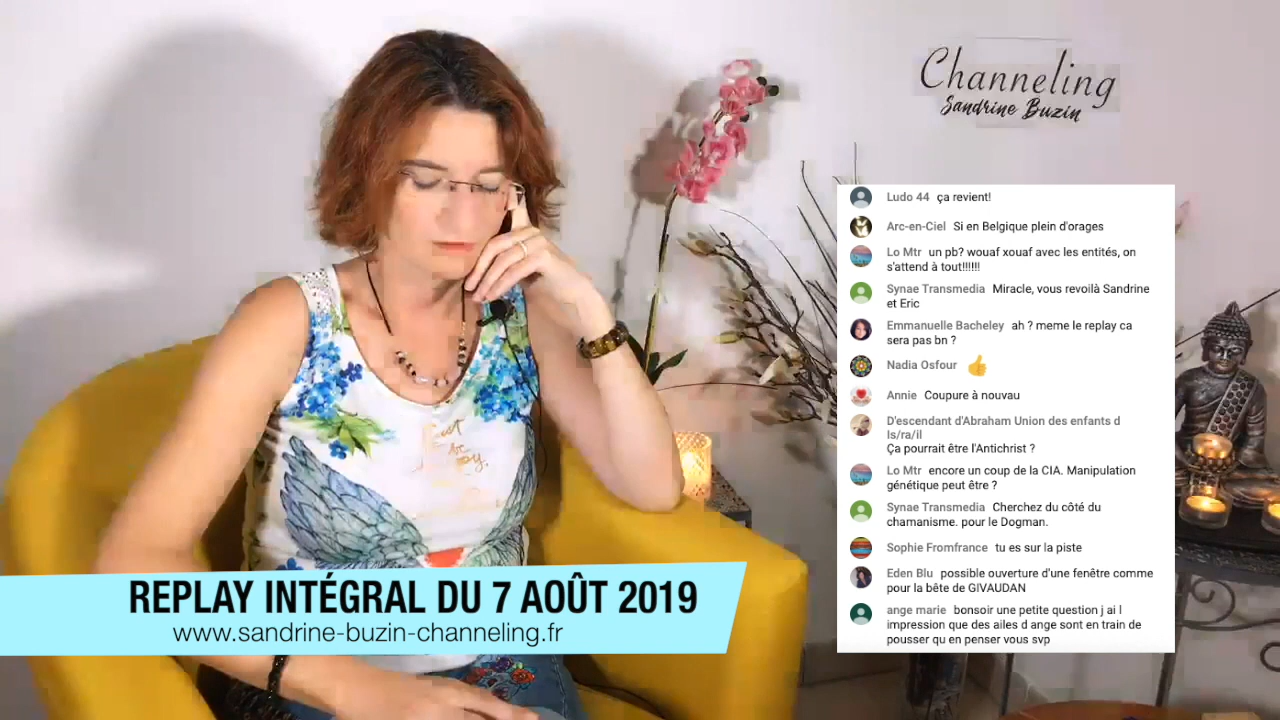 Channeling
Sandrine Buzin
Ludo 44 ça revient!
Arc-en-Ciel Si en Belgique plein d'orages
Lo Mtr un pb? wouaf xouaf avec les entités, on
s'attend à tout!!!!!!
Synae Transmedia Miracle, vous revoilà Sandrine
et Eric
Emmanuelle Bacheley ah ? meme le replay ca
sera pas bn ?
Nadia Osfour 👍
Annie Coupure à nouvau
D'escendant d'Abraham Union des enfants d
Is/ra/il
Ça pourrait être l'Antichrist ?
Lo Mtr encore un coup de la CIA. Manipulation
génétique peut être ?
Synae Transmedia Cherchez du côté du
chamanisme. pour le Dogman.
Sophie Fromfrance tu es sur la piste
Eden Blu possible ouverture d'une fenêtre comme
pour la bête de GIVAUDAN
ange marie bonsoir une petite question j ai l
impression que des ailes d ange sont en train de
pousser qu en penser vous svp
REPLAY INTÉGRAL DU 7 AOÛT 2019
www.sandrine-buzin-channeling.fr